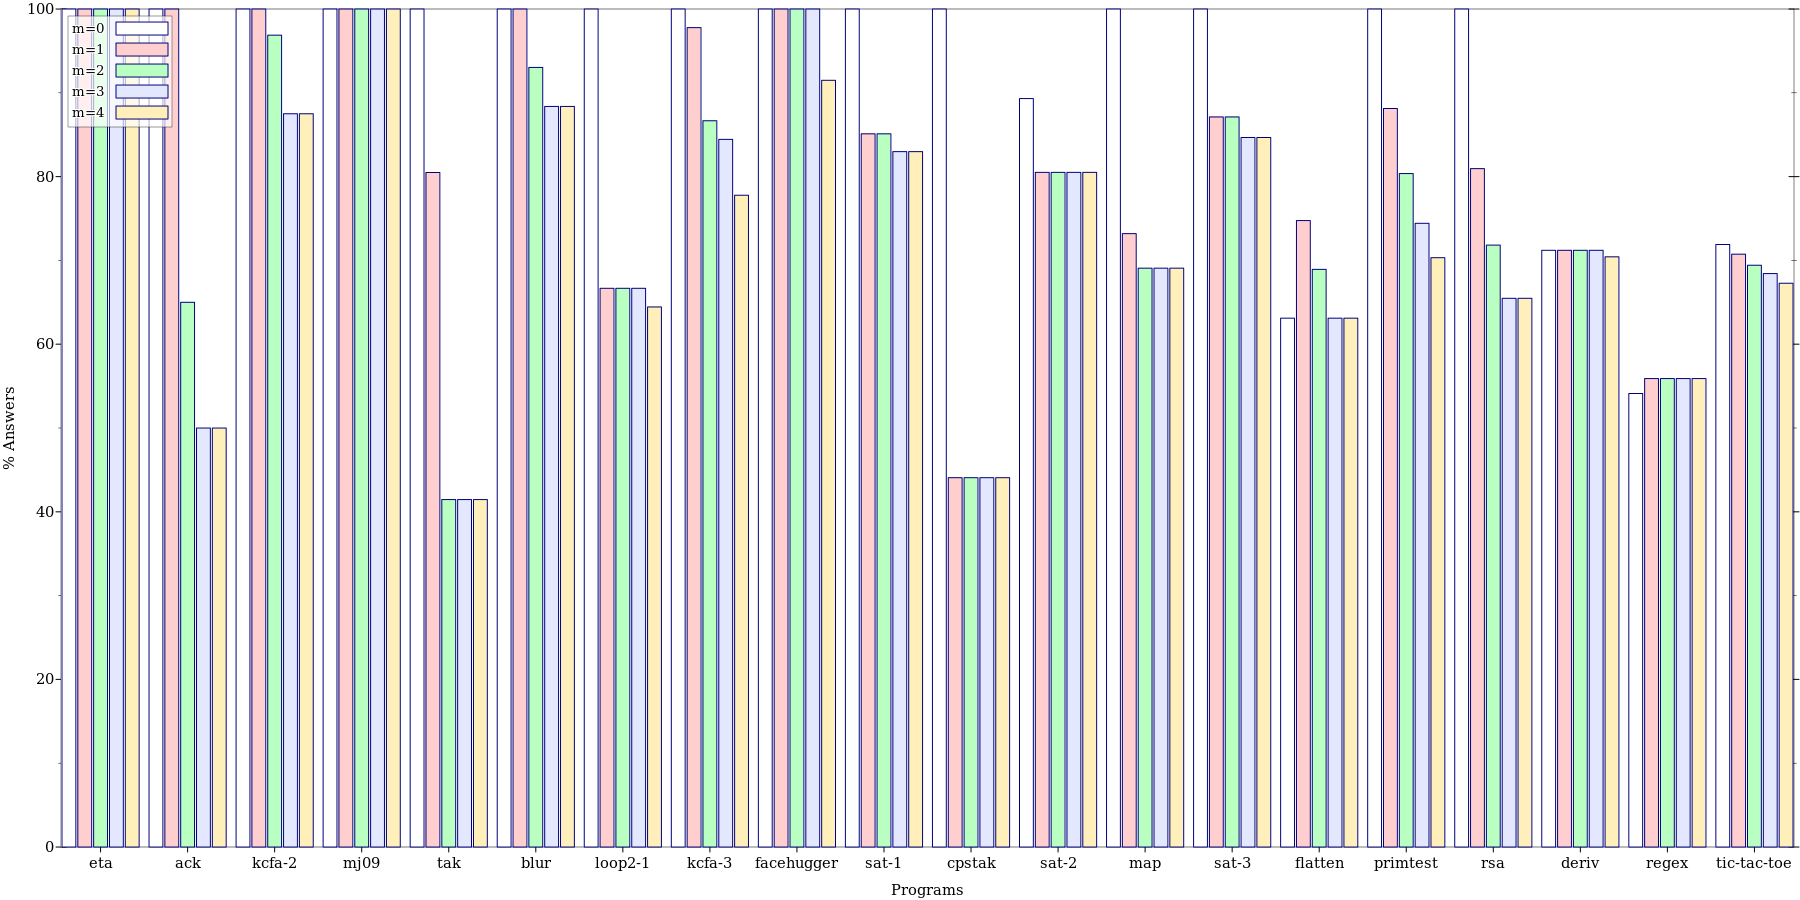 100
80
60
40
20
0
% Answers
m=0
m=1
m=2
m=3
m=4
eta ack kcfa-2 mj09 tak blur loop2-1 kcfa-3 facehugger sat-1 cpstak sat-2 map sat-3 flatten primtest rsa deriv regex tic-tac-toe
Programs